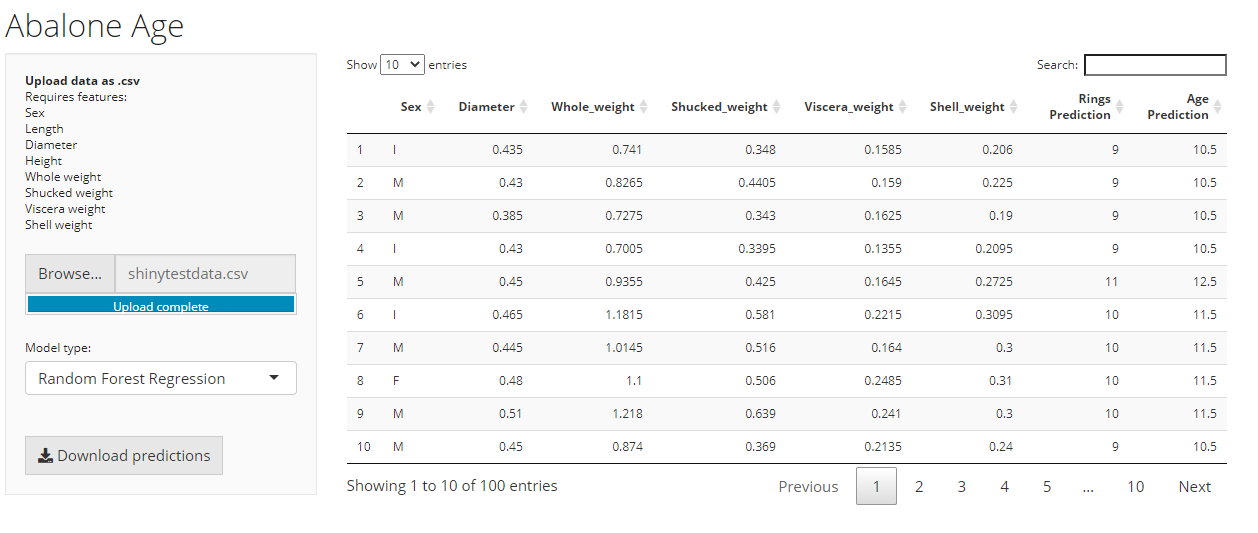 Abalone Age
Upload data as .csv
Requires features:
Sex
Length
Diameter
Height
Whole weight
Shucked weight
Viscera weight
Shell weight
Browse... shinytestdata.csv
Upload complete
Model type:
Random Forest Regression
Download predictions
Show 10 entries Search:
Sex Diameter Whole_weight Shucked_weight Viscera_weight Shell_weight Rings Prediction Age Prediction
1 I 0.435 0.741 0.348 0.1585 0.206 9 10.5
2 M 0.43 0.8265 0.4405 0.159 0.225 9 10.5
3 M 0.385 0.7275 0.343 0.1625 0.19 9 10.5
4 I 0.43 0.7005 0.3395 0.1355 0.2095 9 10.5
5 M 0.45 0.9355 0.425 0.1645 0.2725 11 12.5
6 I 0.465 1.1815 0.581 0.2215 0.3095 10 11.5
7 M 0.445 1.0145 0.516 0.164 0.3 10 11.5
8 F 0.48 1.1 0.506 0.2485 0.31 10 11.5
9 M 0.51 1.218 0.639 0.241 0.3 10 11.5
10 M 0.45 0.874 0.369 0.2135 0.24 9 10.5
Showing 1 to 10 of 100 entries Previous 1 2 3 4 5 ... 10 Next